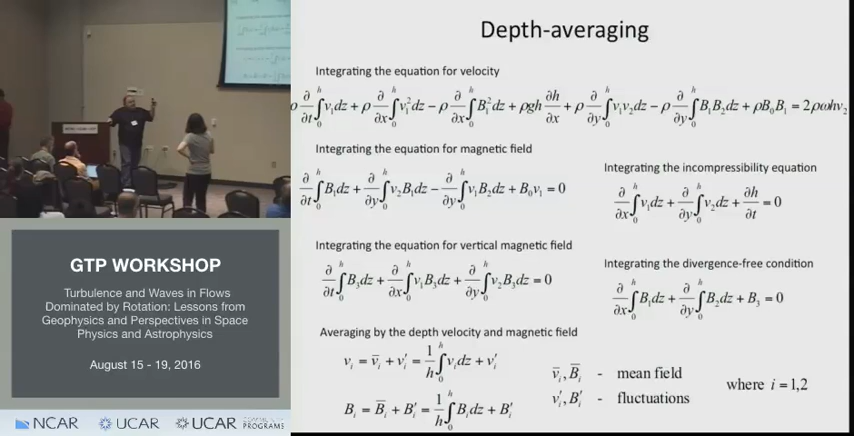 Depth-averaging
Integrating the equation for velocity
ρ ∂/∂t ∫₀ʰ v₁dz + ρ ∂/∂x ∫₀ʰ v₁²dz − ρ ∂/∂x ∫₀ʰ B₁²dz + ρgh ∂h/∂x + ρ ∂/∂y ∫₀ʰ v₁v₂dz − ρ ∂/∂y ∫₀ʰ B₁B₂dz + ρB₀B₁ = 2ρωhv₂
Integrating the equation for magnetic field
∂/∂t ∫₀ʰ B₁dz + ∂/∂y ∫₀ʰ v₂B₁dz − ∂/∂y ∫₀ʰ v₁B₂dz + B₀v₁ = 0
Integrating the incompressibility equation
∂/∂x ∫₀ʰ v₁dz + ∂/∂y ∫₀ʰ v₂dz + ∂h/∂t = 0
Integrating the equation for vertical magnetic field
∂/∂t ∫₀ʰ B₃dz + ∂/∂x ∫₀ʰ v₁B₃dz + ∂/∂y ∫₀ʰ v₂B₃dz = 0
Integrating the divergence-free condition
∂/∂x ∫₀ʰ B₁dz + ∂/∂y ∫₀ʰ B₂dz + B₃ = 0
Averaging by the depth velocity and magnetic field
vᵢ = v̄ᵢ + v′ᵢ = 1/h ∫₀ʰ vᵢdz + v′ᵢ
Bᵢ = B̄ᵢ + B′ᵢ = 1/h ∫₀ʰ Bᵢdz + B′ᵢ
v̄ᵢ, B̄ᵢ - mean field
v′ᵢ, B′ᵢ - fluctuations
where i = 1,2
GTP WORKSHOP
Turbulence and Waves in Flows
Dominated by Rotation: Lessons from
Geophysics and Perspectives in Space
Physics and Astrophysics
August 15 - 19, 2016
NCAR
UCAR
UCAR PROGRAMS